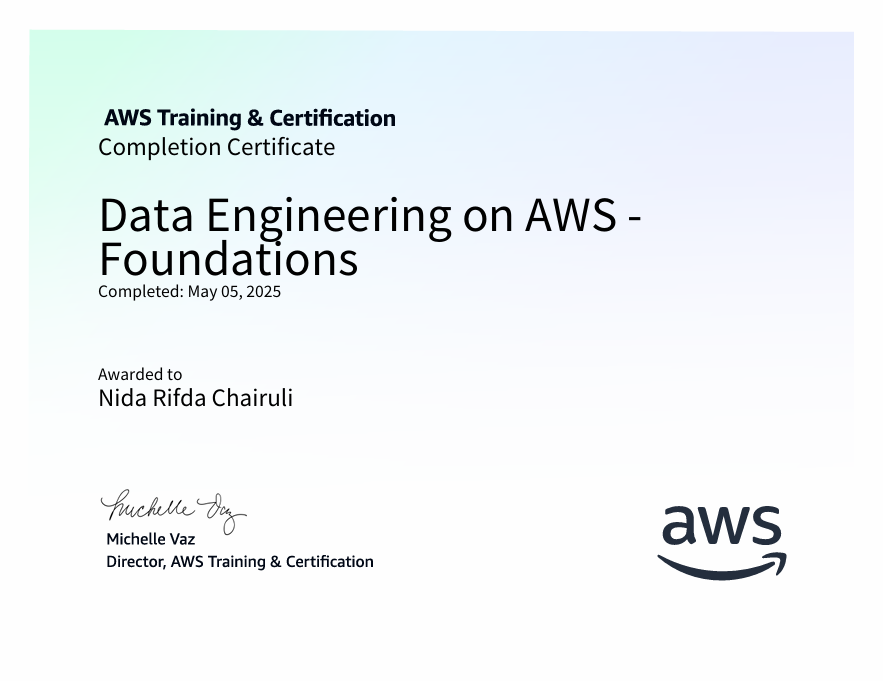 AWS Training & Certification
Completion Certificate
Data Engineering on AWS -
Foundations
Completed: May 05, 2025
Awarded to
Nida Rifda Chairuli
Michelle Vaz
Michelle Vaz
Director, AWS Training & Certification
aws